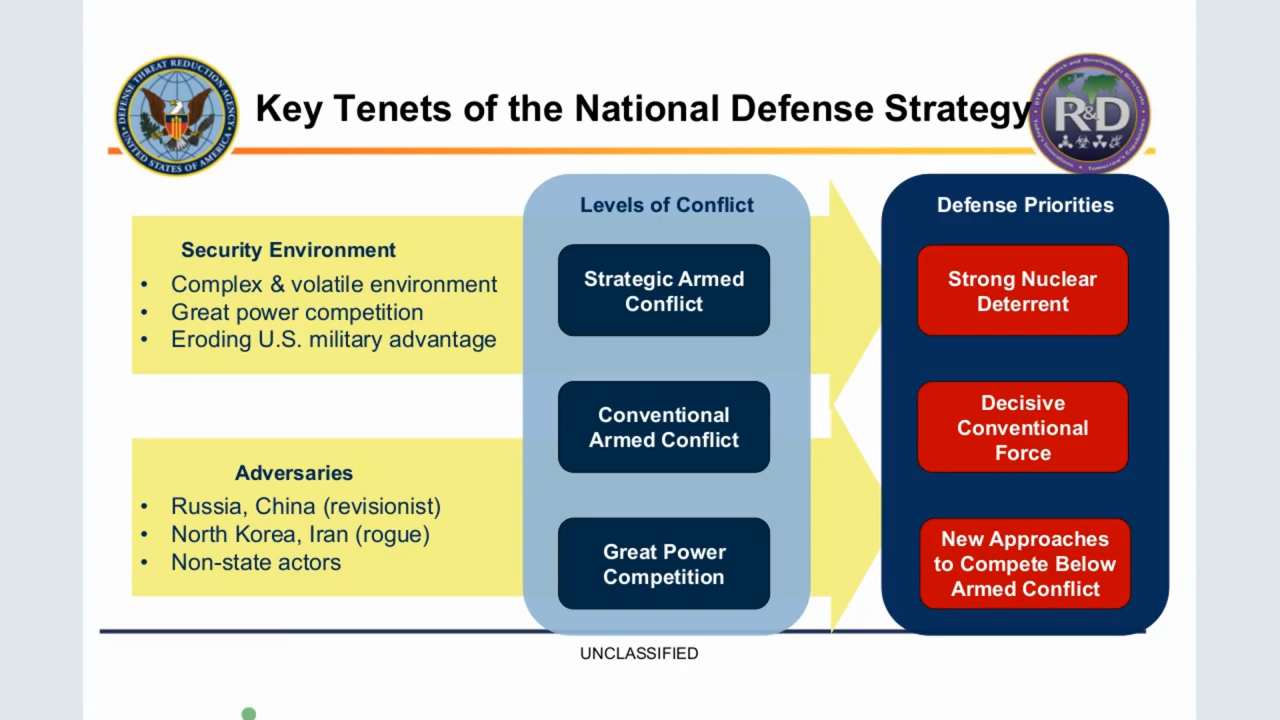 DEFENSE THREAT REDUCTION AGENCY
UNITED STATES OF AMERICA
Key Tenets of the National Defense Strategy
R&D
Security Environment
• Complex & volatile environment
• Great power competition
• Eroding U.S. military advantage
Adversaries
• Russia, China (revisionist)
• North Korea, Iran (rogue)
• Non-state actors
Levels of Conflict
Strategic Armed
Conflict
Conventional
Armed Conflict
Great Power
Competition
Defense Priorities
Strong Nuclear
Deterrent
Decisive
Conventional
Force
New Approaches
to Compete Below
Armed Conflict
UNCLASSIFIED